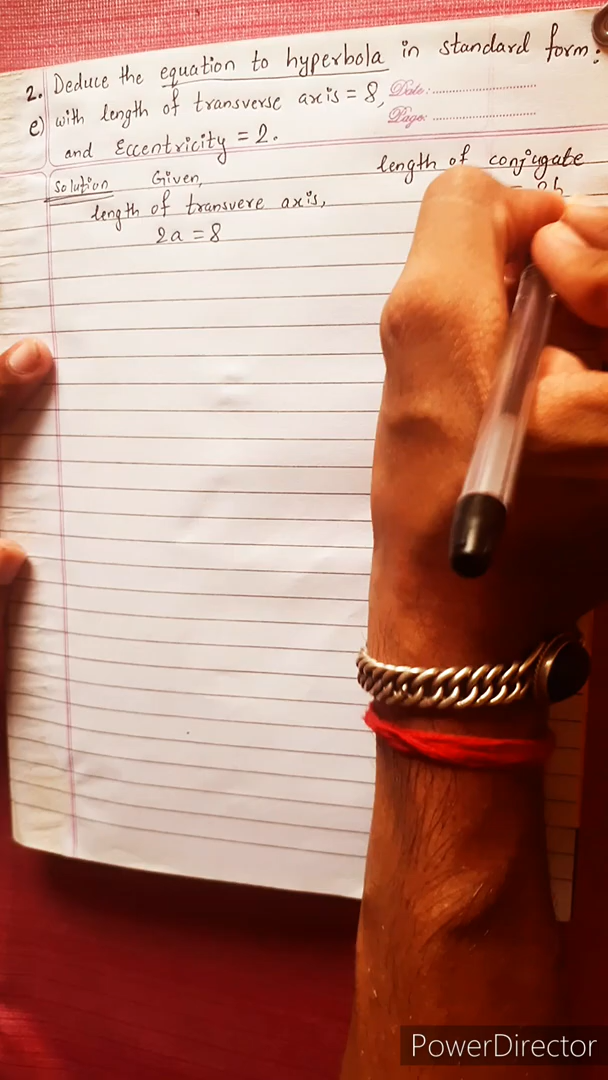 2. Deduce the equation to hyperbola in standard form:
e) with length of transverse axis = 8,
Date:
Page:
and Eccentricity = 2.
length of conjugate
= 2b
Solution Given,
length of transvere axis,
2a = 8
PowerDirector